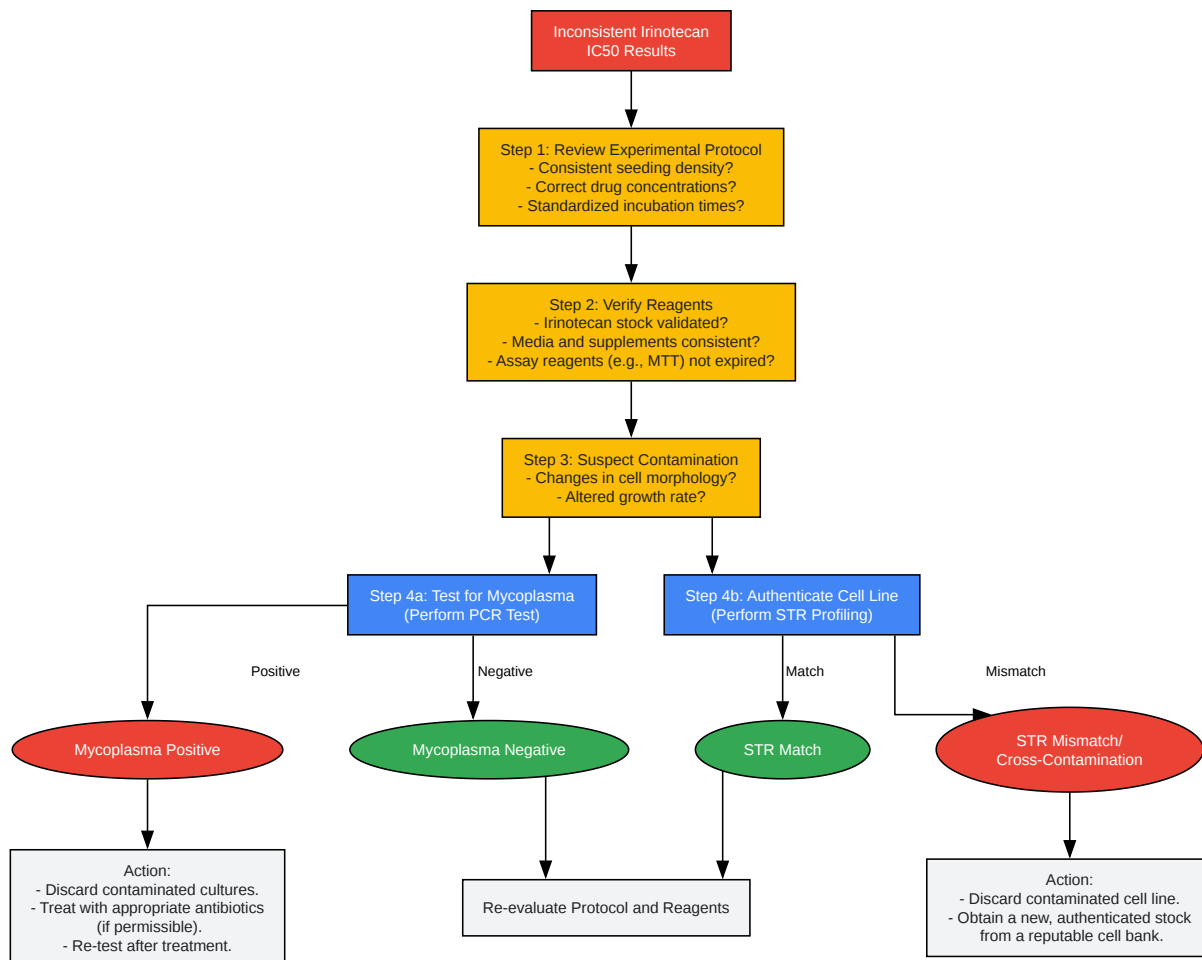 Inconsistent Irinotecan
IC50 Results
Step 1: Review Experimental Protocol
- Consistent seeding density?
- Correct drug concentrations?
- Standardized incubation times?
Step 2: Verify Reagents
- Irinotecan stock validated?
- Media and supplements consistent?
- Assay reagents (e.g., MTT) not expired?
Step 3: Suspect Contamination
- Changes in cell morphology?
- Altered growth rate?
Step 4a: Test for Mycoplasma
(Perform PCR Test)
Step 4b: Authenticate Cell Line
(Perform STR Profiling)
Positive
Negative
Match
Mismatch
Mycoplasma Positive
Mycoplasma Negative
STR Match
STR Mismatch/
Cross-Contamination
Action:
- Discard contaminated cultures.
- Treat with appropriate antibiotics
(if permissible).
- Re-test after treatment.
Re-evaluate Protocol and Reagents
Action:
- Discard contaminated cell line.
- Obtain a new, authenticated stock
from a reputable cell bank.